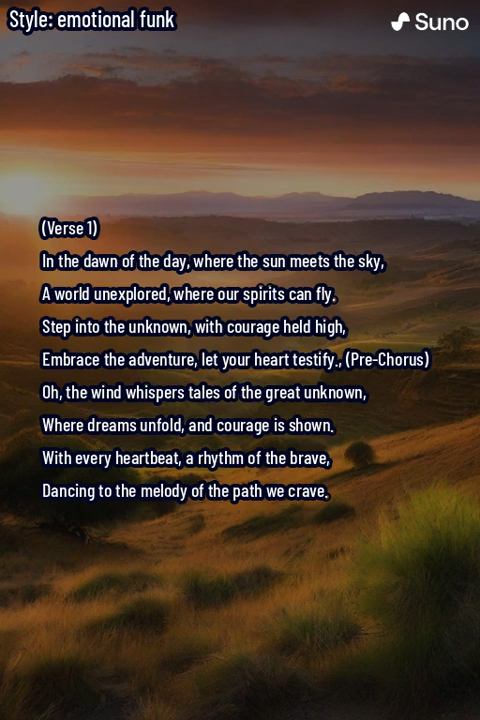 Style: emotional funk
Suno
(Verse 1)
In the dawn of the day, where the sun meets the sky,
A world unexplored, where our spirits can fly.
Step into the unknown, with courage held high,
Embrace the adventure, let your heart testify., (Pre-Chorus)
Oh, the wind whispers tales of the great unknown,
Where dreams unfold, and courage is shown.
With every heartbeat, a rhythm of the brave,
Dancing to the melody of the path we crave.